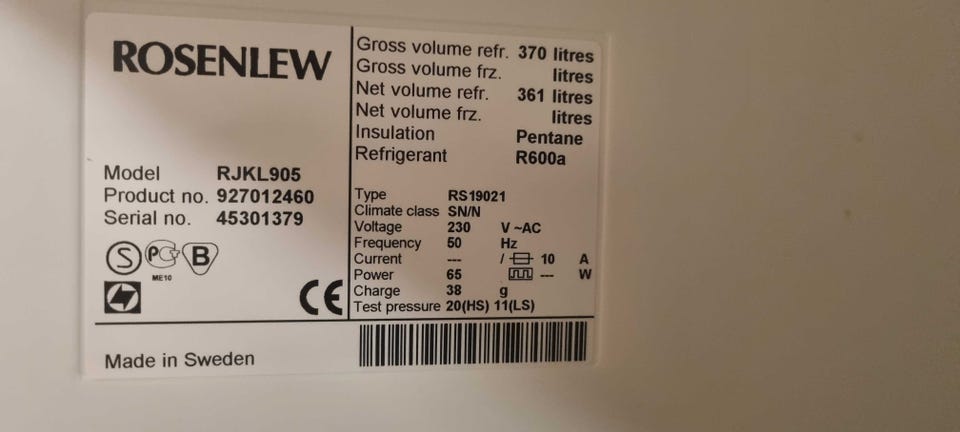 ROSENLEW
Model RJKL905
Product no. 927012460
Serial no. 45301379
S PCT B
ME10
CE
Gross volume refr. 370 litres
Gross volume frz. litres
Net volume refr. 361 litres
Net volume frz. litres
Insulation Pentane
Refrigerant R600a
Type RS19021
Climate class SN/N
Voltage 230 V ~AC
Frequency 50 Hz
Current --- / 10 A
Power 65 --- W
Charge 38 g
Test pressure 20(HS) 11(LS)
Made in Sweden